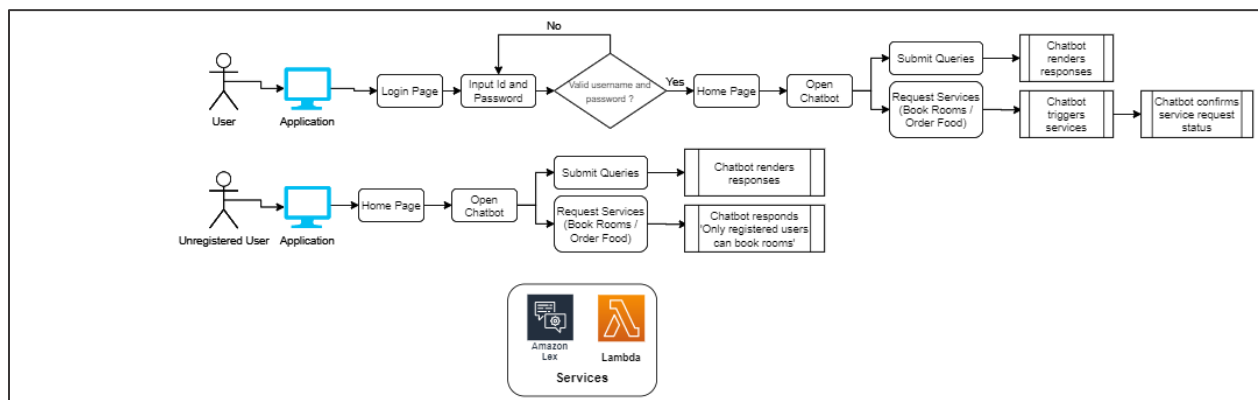 No
User
Application
Login Page
Input Id and
Password
Valid username and
password ?
Yes
Home Page
Open
Chatbot
Submit Queries
Chatbot
renders
responses
Request Services
(Book Rooms /
Order Food)
Chatbot
triggers
services
Chatbot confirms
service request
status
Unregistered User
Application
Home Page
Open
Chatbot
Submit Queries
Chatbot renders
responses
Request Services
(Book Rooms /
Order Food)
Chatbot responds
'Only registered users
can book rooms'
Amazon
Lex
Lambda
Services